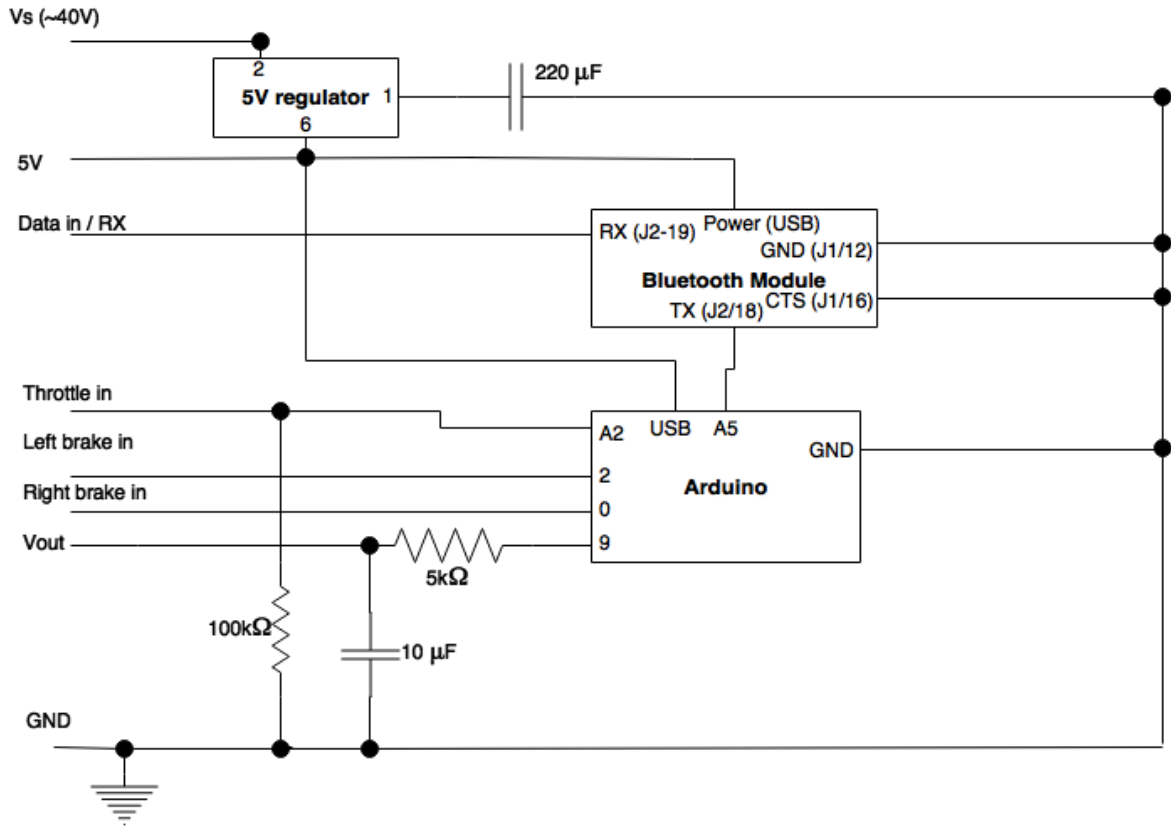 Vs (~40V)
2
5V regulator
1
6
220 µF
5V
Data in / RX
RX (J2-19)
Power (USB)
GND (J1/12)
Bluetooth Module
CTS (J1/16)
TX (J2/18)
Throttle in
Left brake in
Right brake in
Vout
A2
USB
A5
GND
2
Arduino
0
9
5kΩ
100kΩ
10 µF
GND